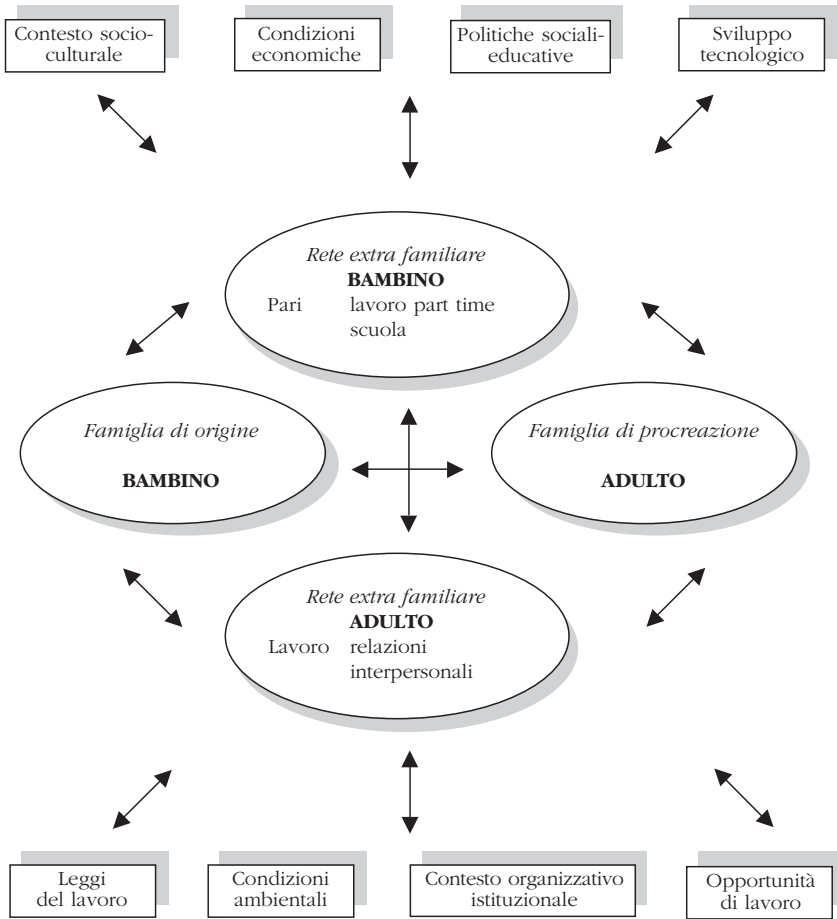 Contesto socio-
culturale
Condizioni
economiche
Politiche sociali-
educative
Sviluppo
tecnologico
Rete extra familiare
BAMBINO
Pari lavoro part time
scuola
Famiglia di origine
BAMBINO
Famiglia di procreazione
ADULTO
Rete extra familiare
ADULTO
Lavoro relazioni
interpersonali
Leggi
del lavoro
Condizioni
ambientali
Contesto organizzativo
istituzionale
Opportunità
di lavoro